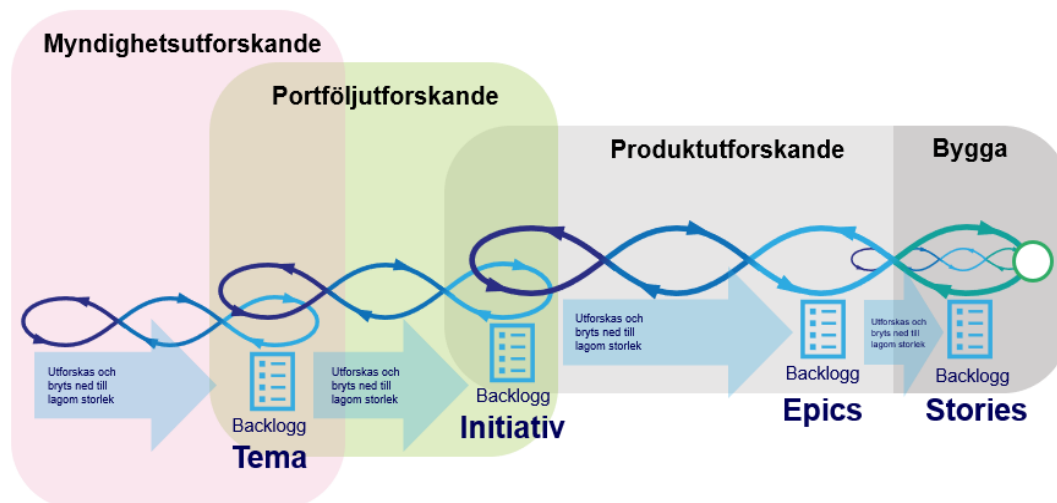 Myndighetsutforskande
Portföljutforskande
Produktutforskande
Bygga
Utforskas och
bryts ned till
lagom storlek
Backlogg
Tema
Utforskas och
bryts ned till
lagom storlek
Backlogg
Initiativ
Utforskas och
bryts ned till
lagom storlek
Backlogg
Epics
Utforskas och
bryts ned till
lagom storlek
Backlogg
Stories